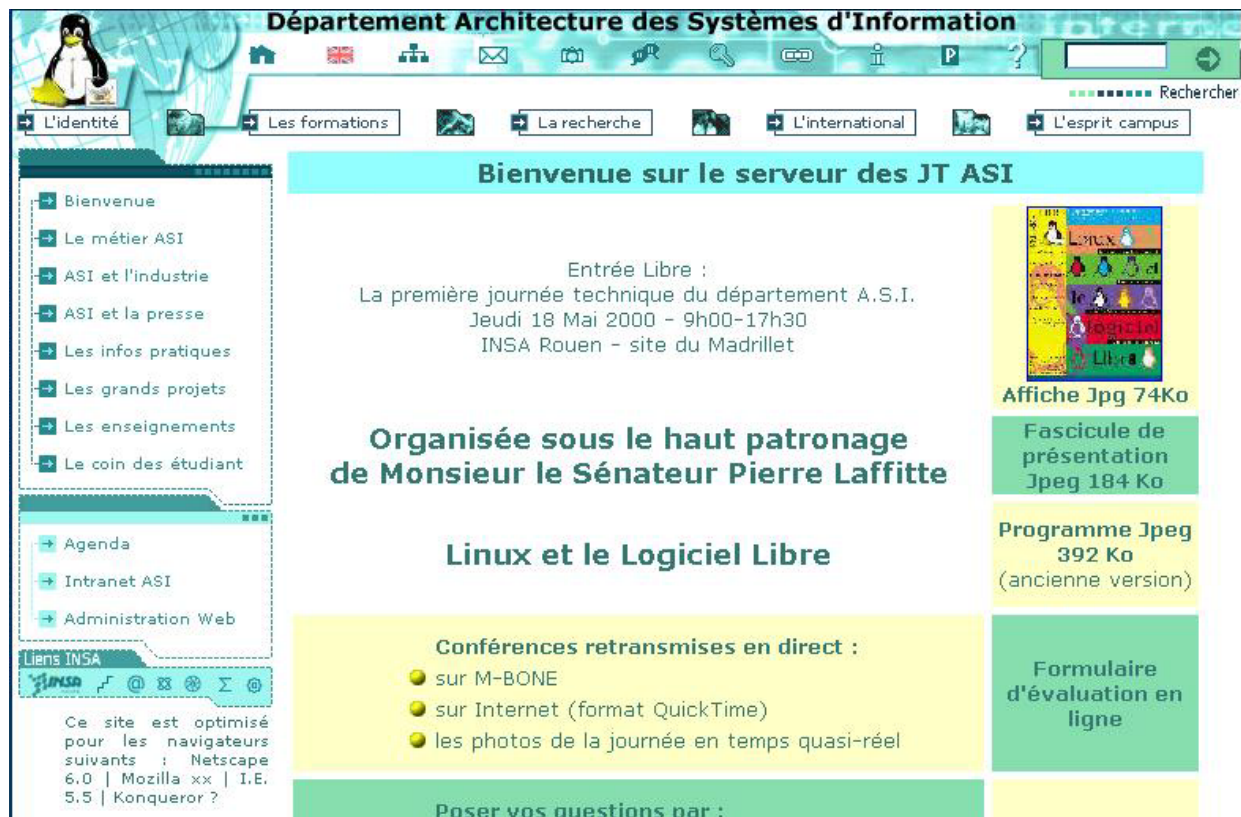 Département Architecture des Systèmes d'Information
Rechercher
L'identité
Les formations
La recherche
L'international
L'esprit campus
Bienvenue
Le métier ASI
ASI et l'industrie
ASI et la presse
Les infos pratiques
Les grands projets
Les enseignements
Le coin des étudiant
Agenda
Intranet ASI
Administration Web
Liens INSA
INSA
Ce site est optimisé
pour les navigateurs
suivants : Netscape
6.0 | Mozilla xx | I.E.
5.5 | Konqueror ?
Bienvenue sur le serveur des JT ASI
Entrée Libre :
La première journée technique du département A.S.I.
Jeudi 18 Mai 2000 - 9h00-17h30
INSA Rouen - site du Madrillet
Organisée sous le haut patronage
de Monsieur le Sénateur Pierre Laffitte
Linux et le Logiciel Libre
Conférences retransmises en direct :
sur M-BONE
sur Internet (format QuickTime)
les photos de la journée en temps quasi-réel
Poser vos questions par :
Linux
et
le
logiciel
Libre
Affiche Jpg 74Ko
Fascicule de
présentation
Jpeg 184 Ko
Programme Jpeg
392 Ko
(ancienne version)
Formulaire
d'évaluation en
ligne